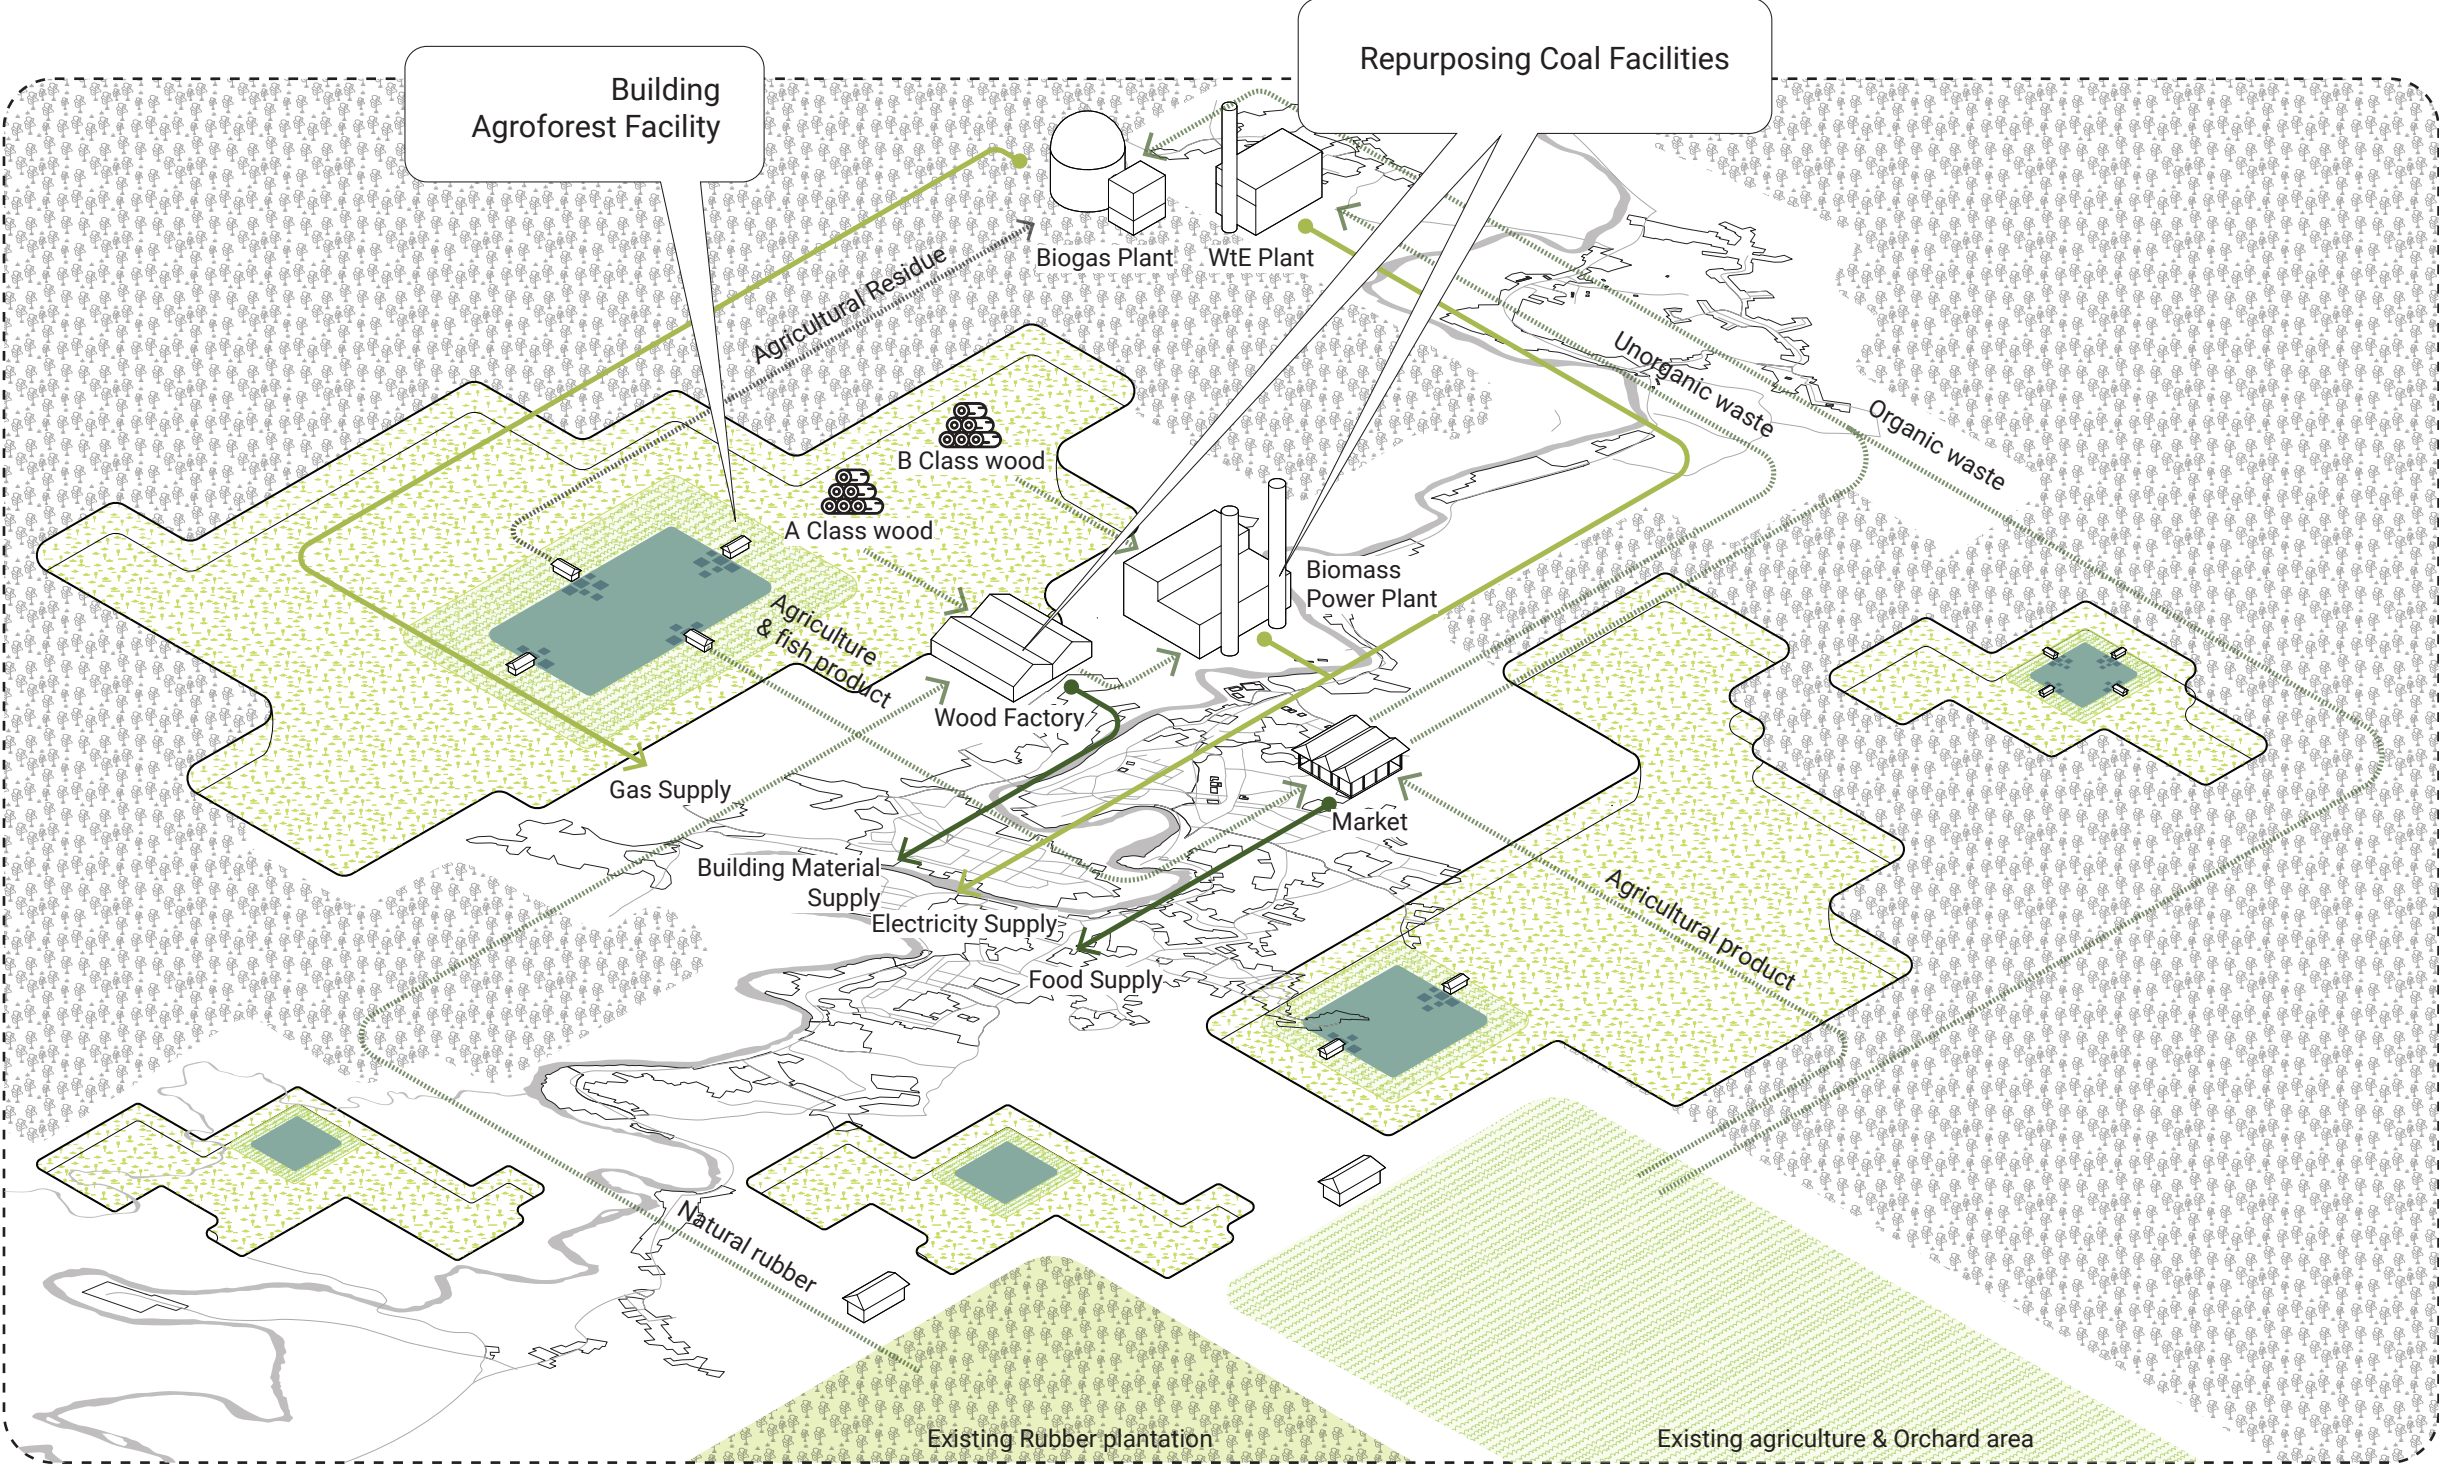 Repurposing Coal Facilities
Building
Agroforest Facility
Biogas Plant
WtE Plant
Agricultural Residue
Unorganic waste
Organic waste
B Class wood
A Class wood
Biomass
Power Plant
Agriculture
& fish product
Wood Factory
Gas Supply
Market
Building Material
Supply
Electricity Supply
Food Supply
Agricultural product
Natural rubber
Existing Rubber plantation
Existing agriculture & Orchard area